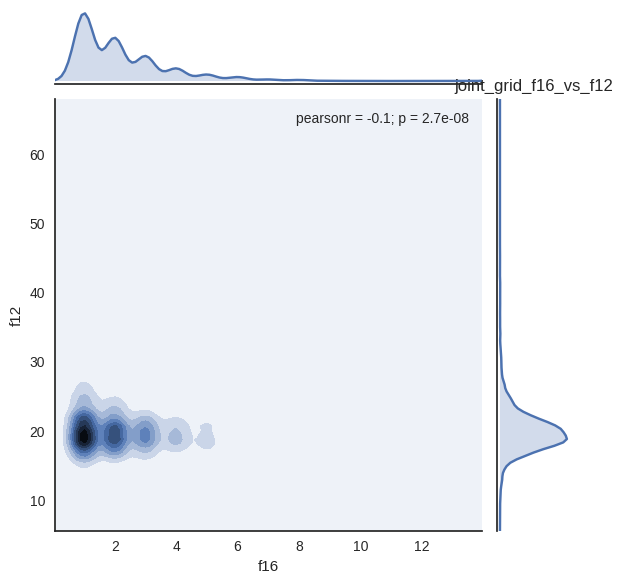 joint_grid_f16_vs_f12
pearsonr = -0.1; p = 2.7e-08
60
50
40
30
20
10
f12
2 4 6 8 10 12
f16